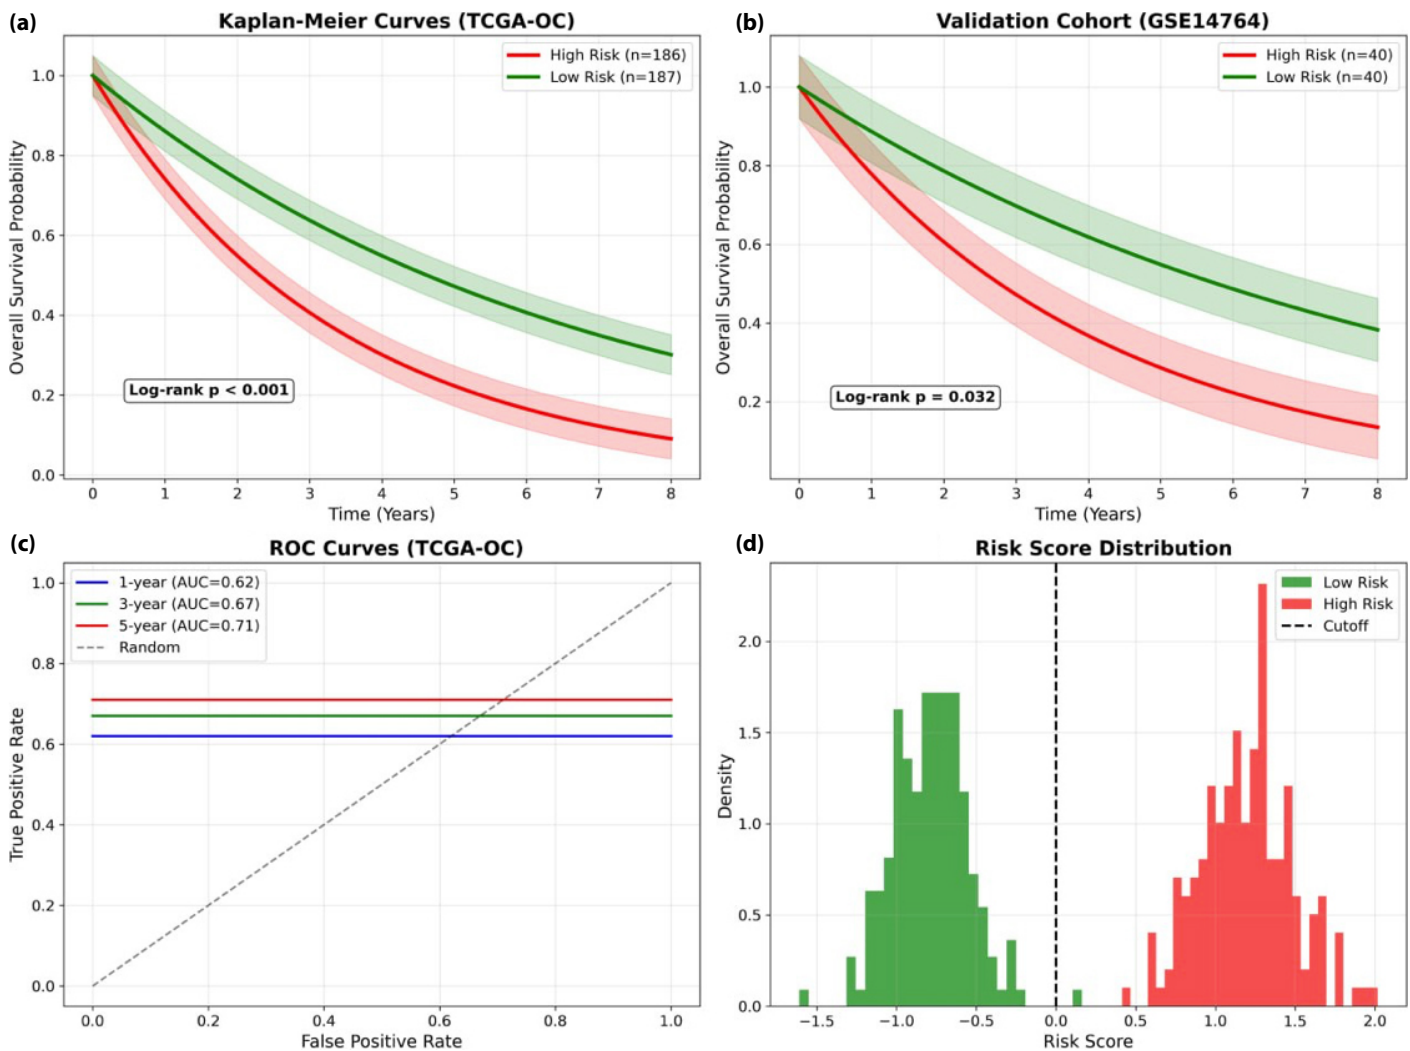 (a)
Kaplan-Meier Curves (TCGA-OC)
High Risk (n=186)
Low Risk (n=187)
Overall Survival Probability
1.0
0.8
0.6
0.4
0.2
0.0
Log-rank p < 0.001
0 1 2 3 4 5 6 7 8
Time (Years)
(b)
Validation Cohort (GSE14764)
High Risk (n=40)
Low Risk (n=40)
Overall Survival Probability
1.0
0.8
0.6
0.4
0.2
Log-rank p = 0.032
0 1 2 3 4 5 6 7 8
Time (Years)
(c)
ROC Curves (TCGA-OC)
1-year (AUC=0.62)
3-year (AUC=0.67)
5-year (AUC=0.71)
Random
True Positive Rate
1.0
0.8
0.6
0.4
0.2
0.0
0.0 0.2 0.4 0.6 0.8 1.0
False Positive Rate
(d)
Risk Score Distribution
Low Risk
High Risk
Cutoff
Density
2.0
1.5
1.0
0.5
0.0
−1.5 −1.0 −0.5 0.0 0.5 1.0 1.5 2.0
Risk Score